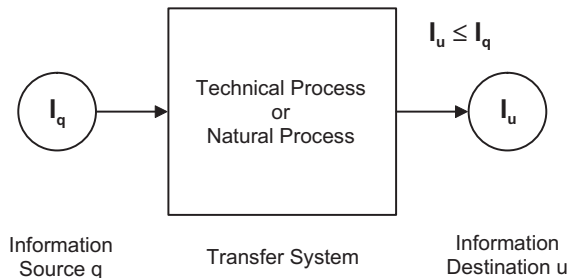 I_u ≤ I_q
I_q
Technical Process
or
Natural Process
I_u
Information
Source q
Transfer System
Information
Destination u